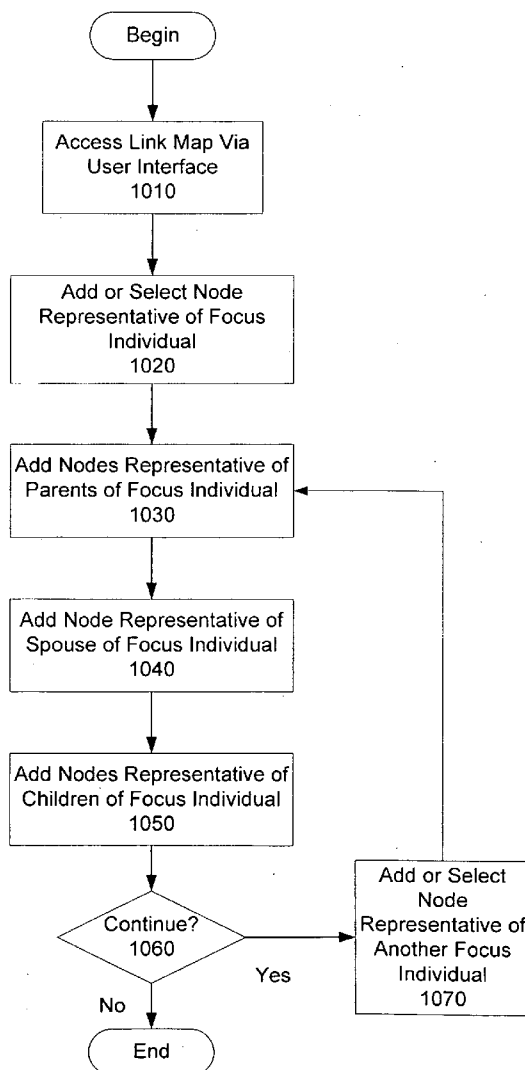 Begin
Access Link Map Via
User Interface
1010
Add or Select Node
Representative of Focus
Individual
1020
Add Nodes Representative of
Parents of Focus Individual
1030
Add Node Representative of
Spouse of Focus Individual
1040
Add Nodes Representative of
Children of Focus Individual
1050
Continue?
1060
Yes
Add or Select
Node
Representative of
Another Focus
Individual
1070
No
End